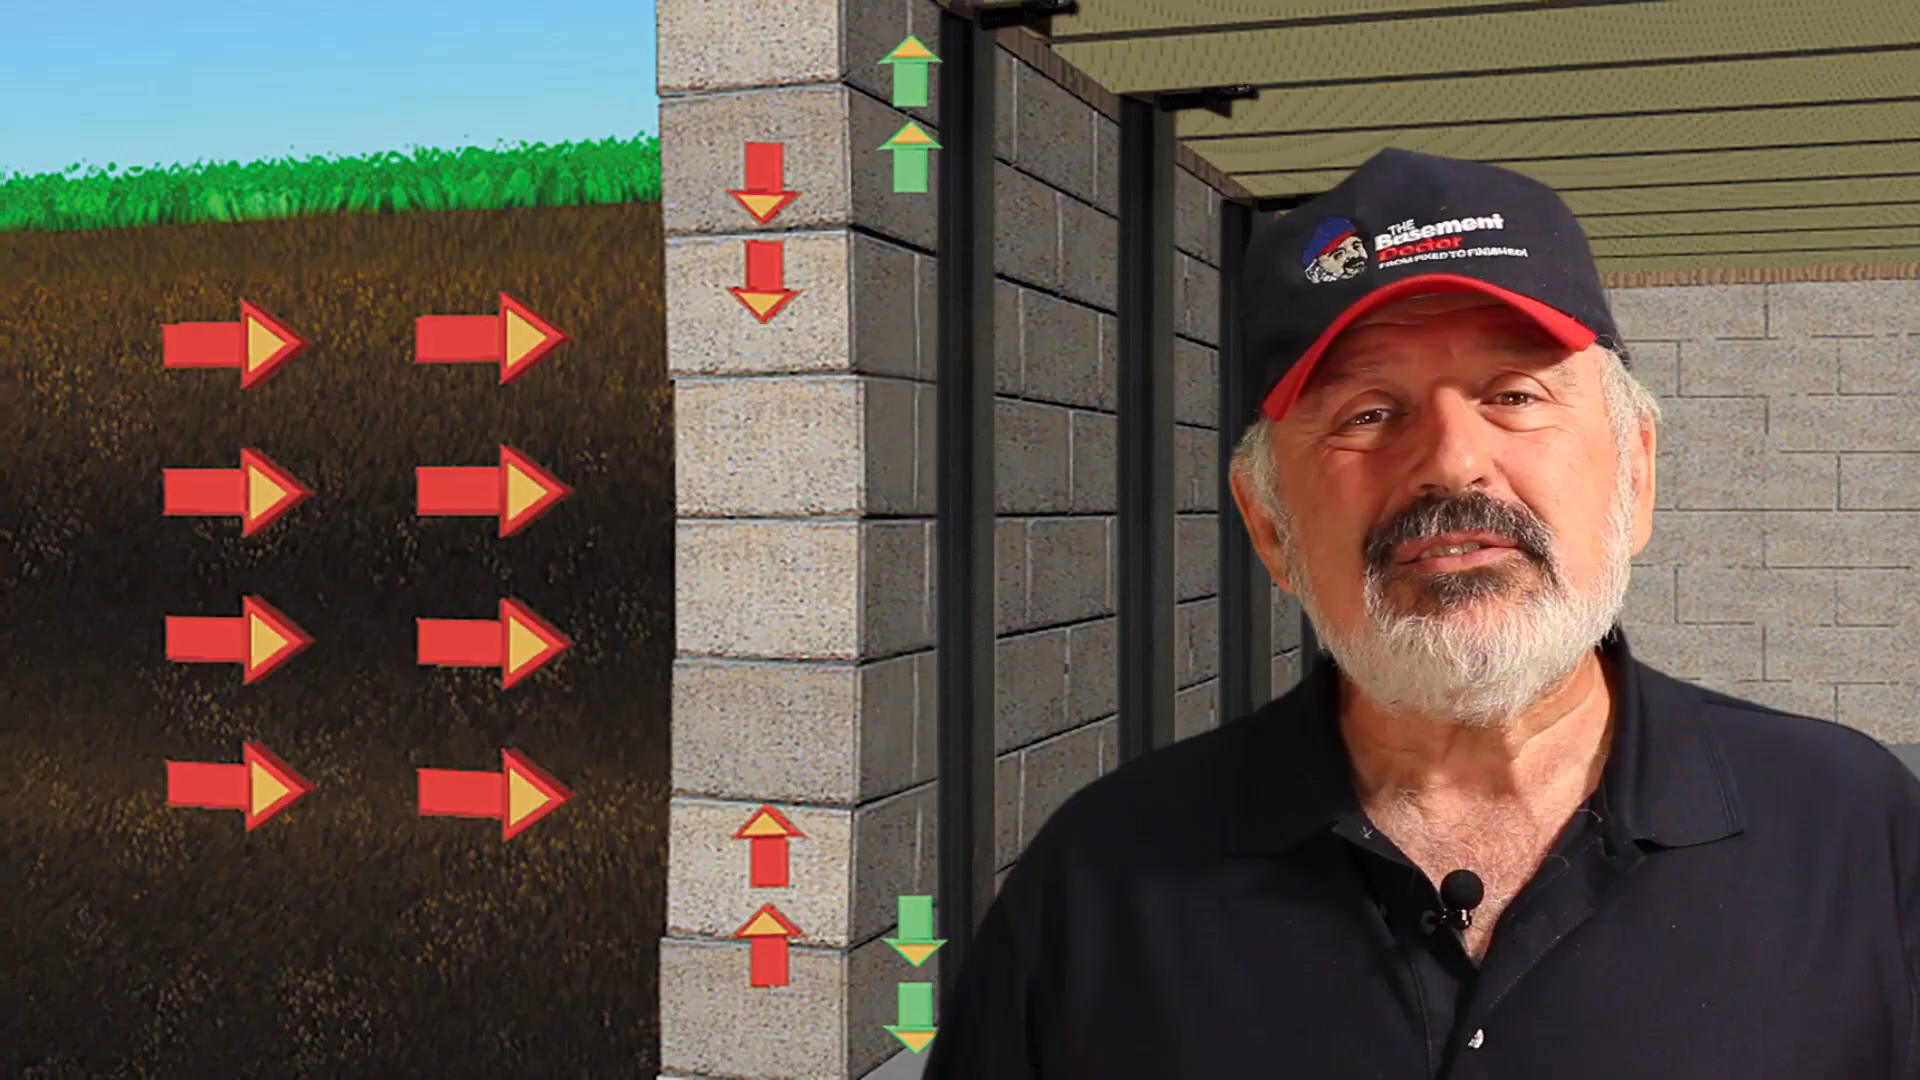 THE
Basement
Doctor
FROM FIXED TO FINISHED!